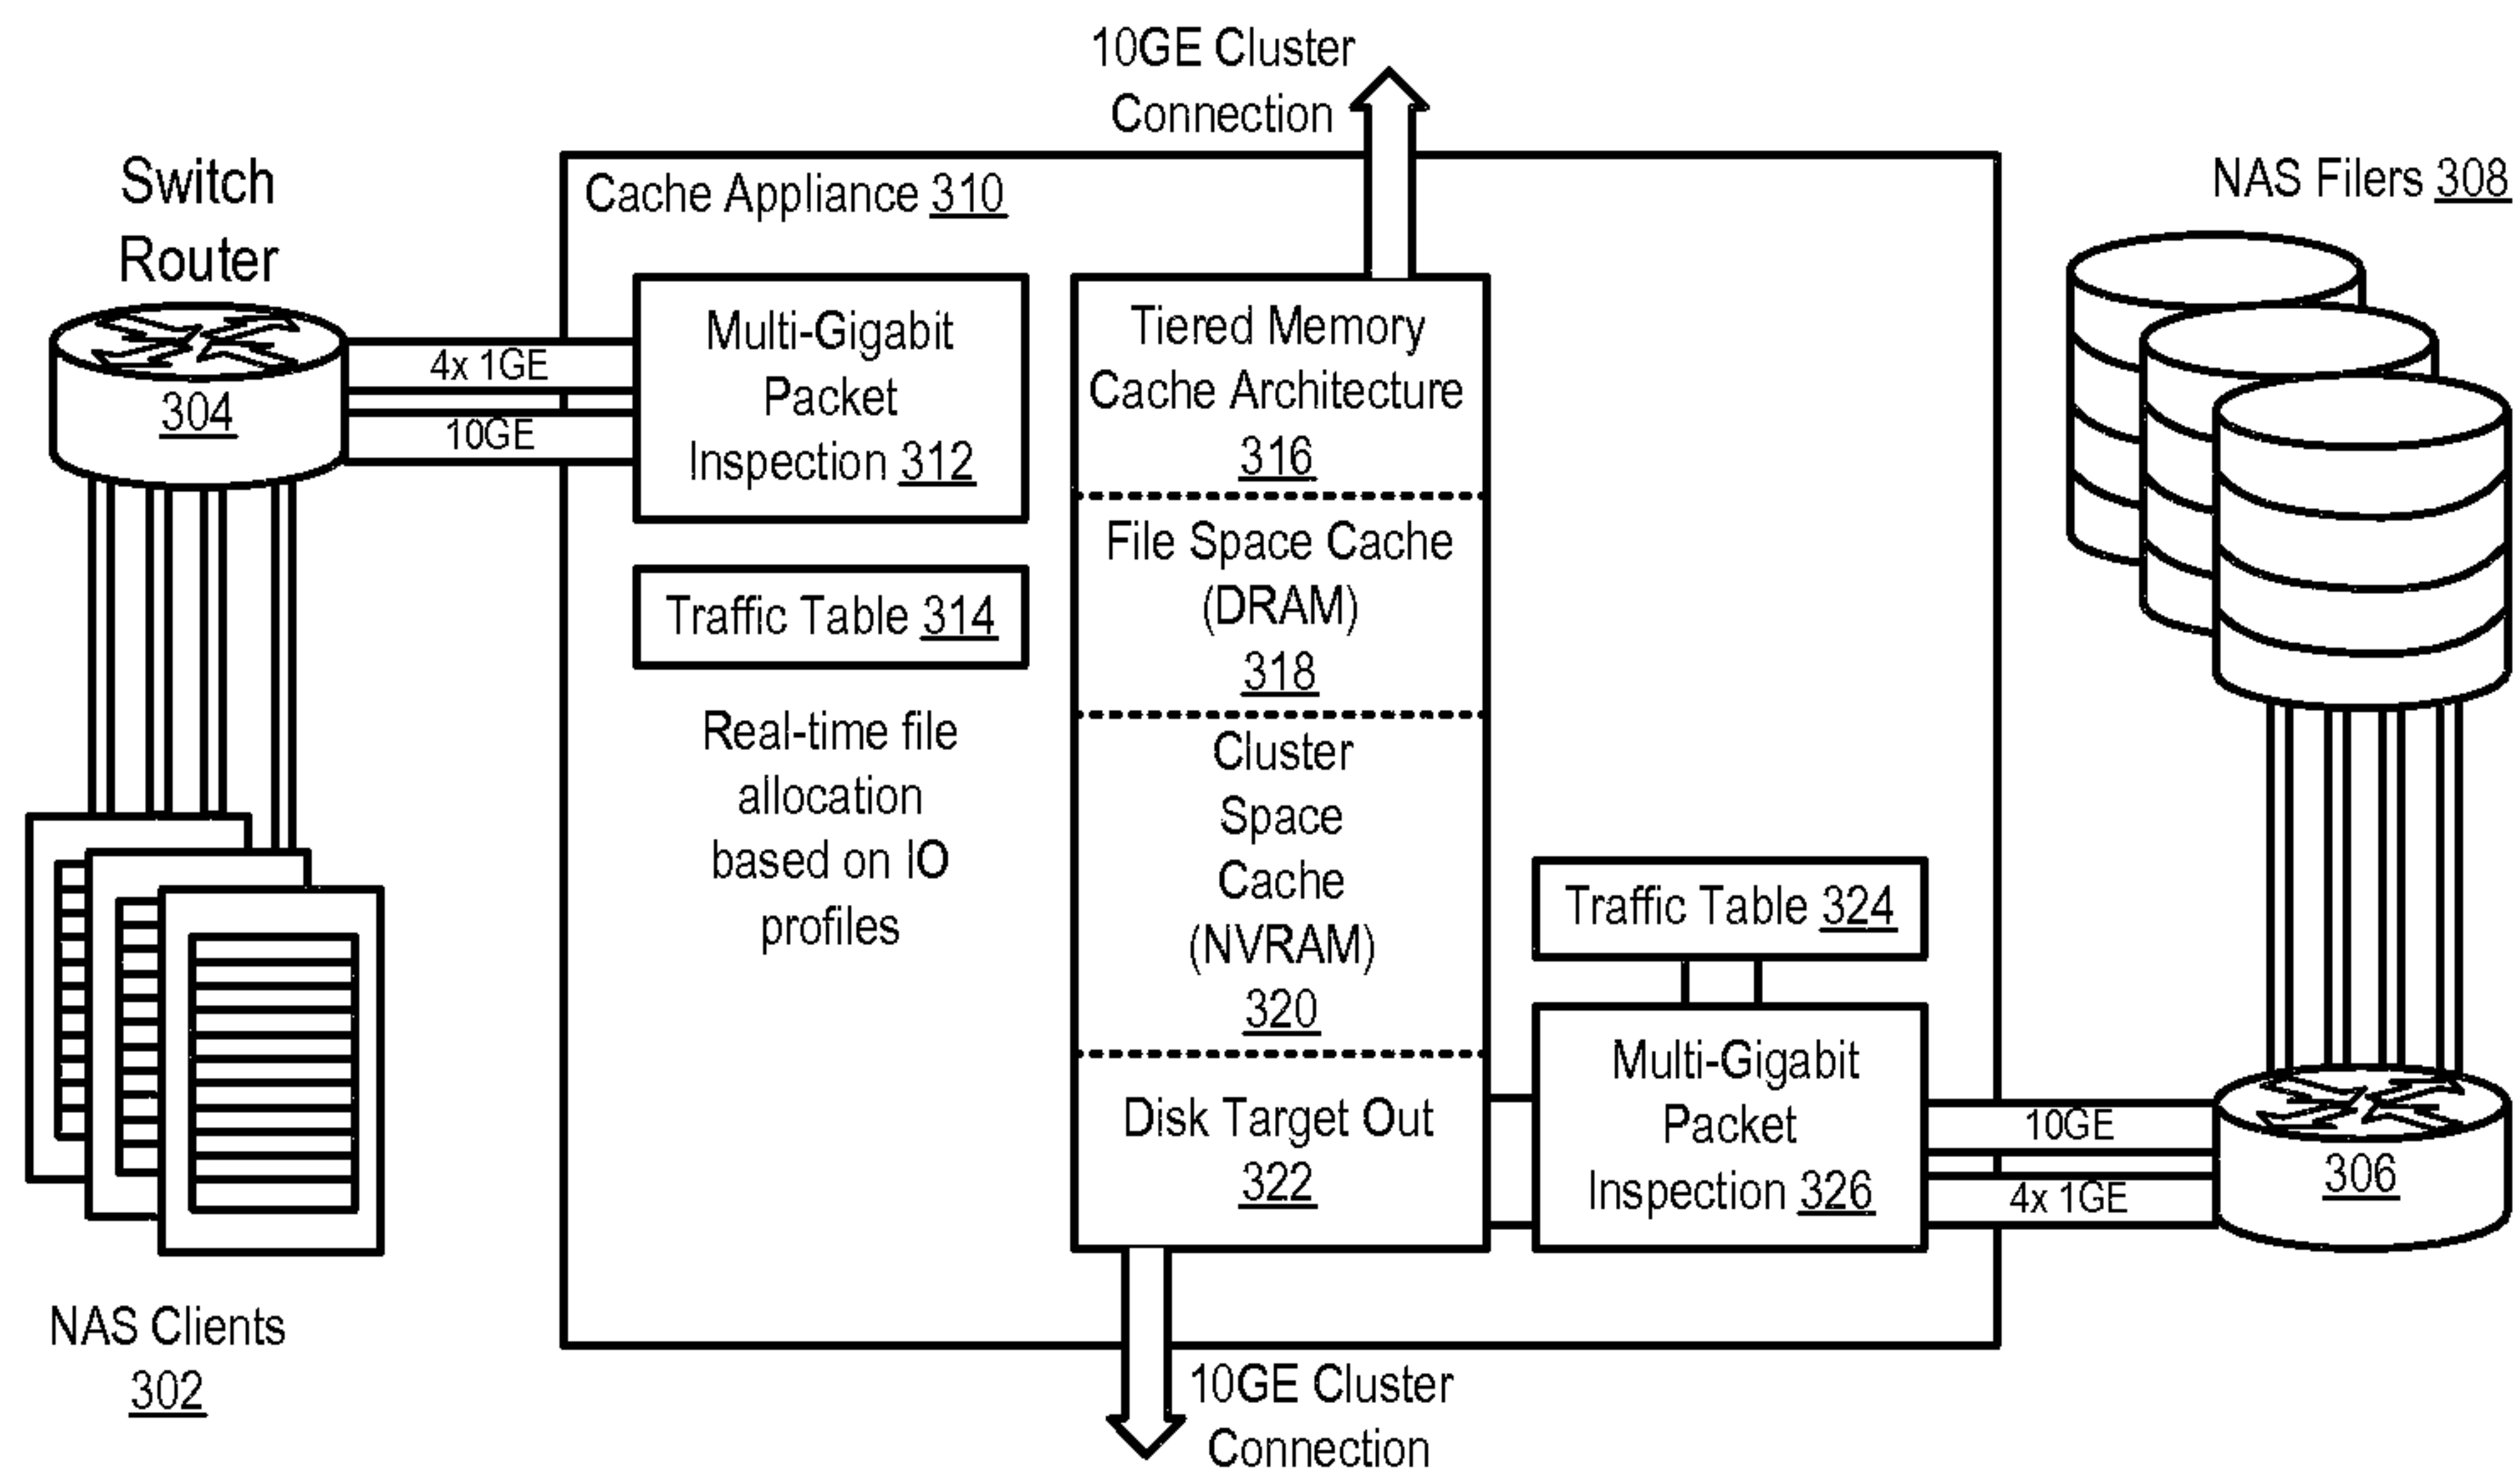 10GE Cluster
Connection
Switch
Router
304
Cache Appliance 310
NAS Filers 308
4x 1GE
10GE
Multi-Gigabit
Packet
Inspection 312
Traffic Table 314
Real-time file
allocation
based on IO
profiles
Tiered Memory
Cache Architecture
316
File Space Cache
(DRAM)
318
Cluster
Space
Cache
(NVRAM)
320
Disk Target Out
322
Traffic Table 324
Multi-Gigabit
Packet
Inspection 326
10GE
4x 1GE
306
NAS Clients
302
10GE Cluster
Connection